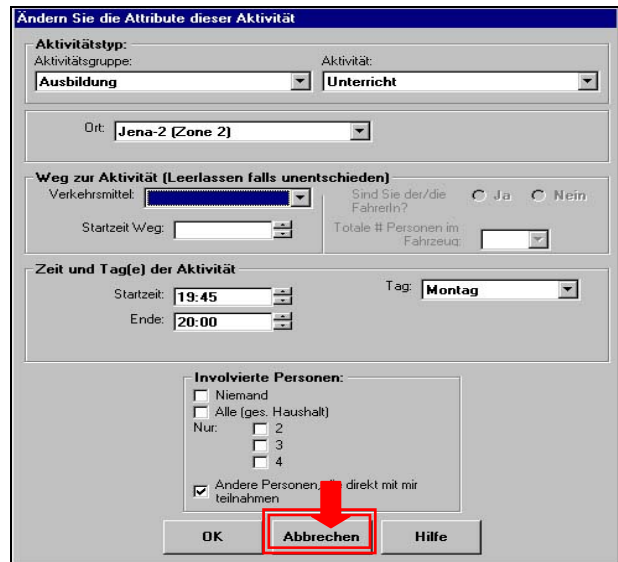 Ändern Sie die Attribute dieser Aktivität
Aktivitätstyp:
Aktivitätsgruppe: Aktivität:
Ausbildung Unterricht
Ort: Jena-2 (Zone 2)
Weg zur Aktivität (Leerlassen falls unentschieden)
Verkehrsmittel: Sind Sie der/die FahrerIn? Ja Nein
Startzeit Weg: Totale # Personen im Fahrzeug:
Zeit und Tag(e) der Aktivität
Startzeit: 19:45 Tag: Montag
Ende: 20:00
Involvierte Personen:
Niemand
Alle (ges. Haushalt)
Nur: 2
3
4
Andere Personen, direkt mit mir
teilnahmen
OK Abbrechen Hilfe